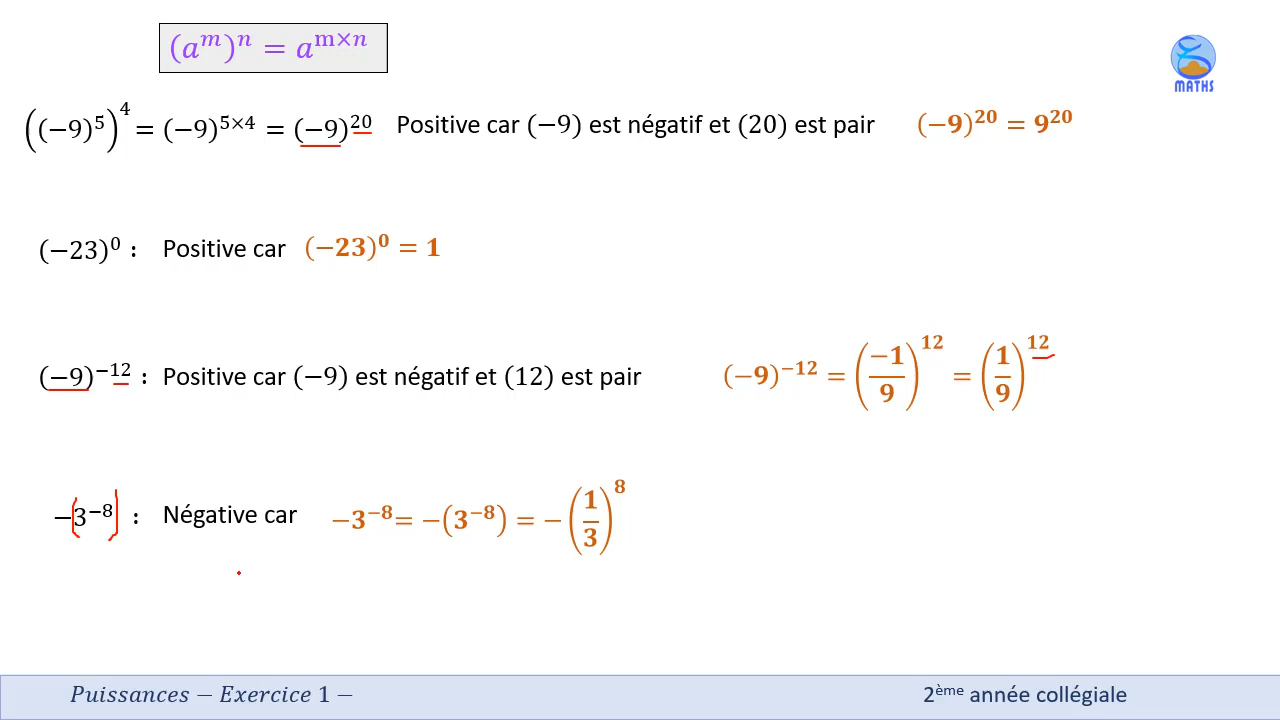 (aᵐ)ⁿ = aᵐ˟ⁿ
MATHS
((−9)⁵)⁴ = (−9)⁵˟⁴ = (−9)²⁰ Positive car (−9) est négatif et (20) est pair (−9)²⁰ = 9²⁰
(−23)⁰ : Positive car (−23)⁰ = 1
(−9)⁻¹² : Positive car (−9) est négatif et (12) est pair (−9)⁻¹² = (−1/9)¹² = (1/9)¹²
−3⁻⁸ : Négative car −3⁻⁸= −(3⁻⁸) = −(1/3)⁸
Puissances − Exercice 1 −
2ème année collégiale